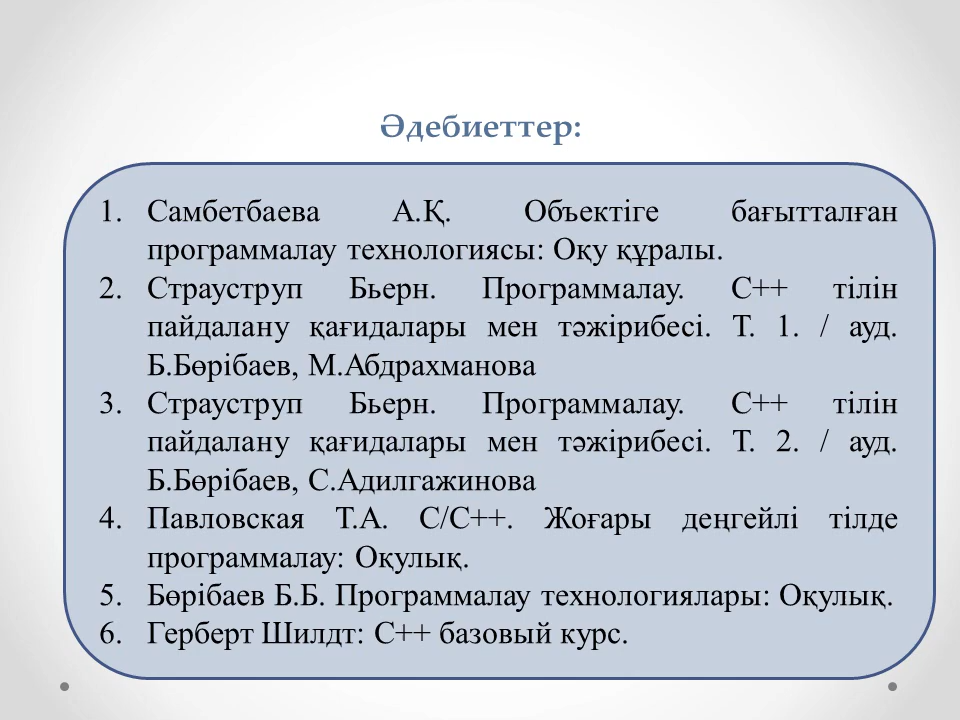 Әдебиеттер:
1. Самбетбаева А.Қ. Объектіге бағытталған
программалау технологиясы: Оқу құралы.
2. Страуструп Бьерн. Программалау. С++ тілін
пайдалану қағидалары мен тәжірибесі. Т. 1. / ауд.
Б.Бөрібаев, М.Абдрахманова
3. Страуструп Бьерн. Программалау. С++ тілін
пайдалану қағидалары мен тәжірибесі. Т. 2. / ауд.
Б.Бөрібаев, С.Адилгажинова
4. Павловская Т.А. С/С++. Жоғары деңгейлі тілде
программалау: Оқулық.
5. Бөрібаев Б.Б. Программалау технологиялары: Оқулық.
6. Герберт Шилдт: С++ базовый курс.